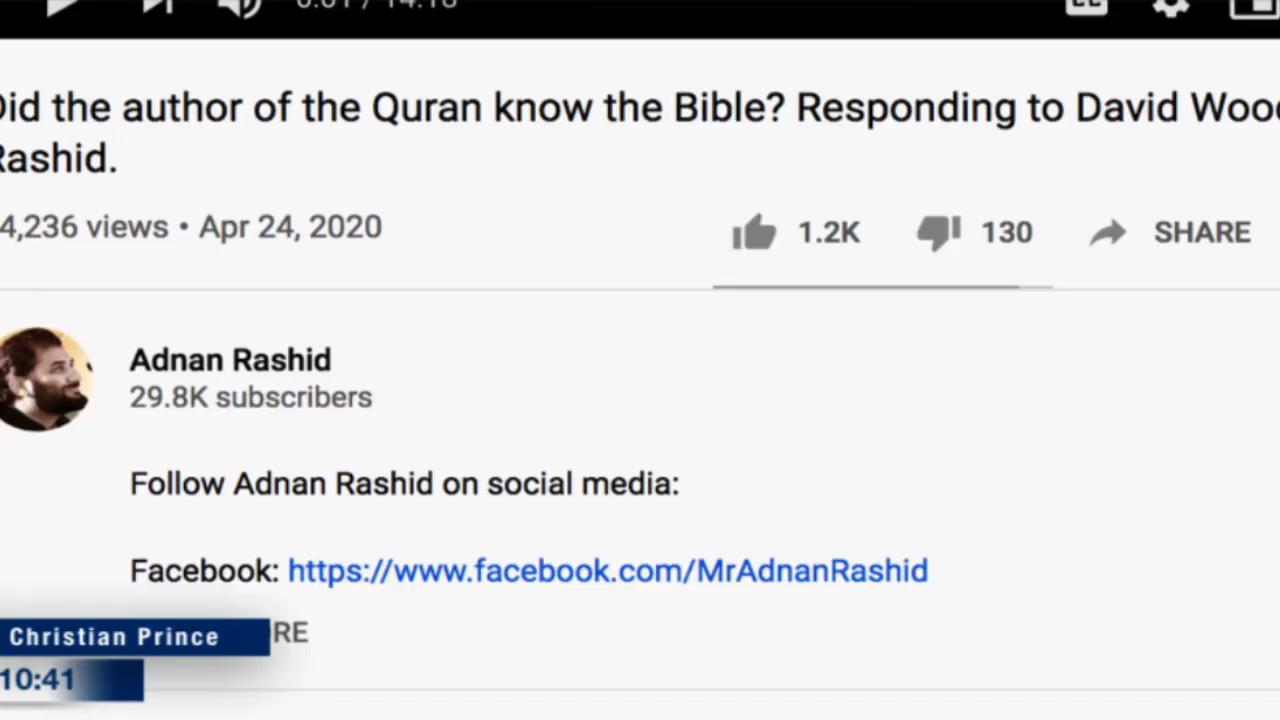 Did the author of the Quran know the Bible? Responding to David Wood
Rashid.
4,236 views • Apr 24, 2020
1.2K
130
SHARE
Adnan Rashid
29.8K subscribers
Follow Adnan Rashid on social media:
Facebook: https://www.facebook.com/MrAdnanRashid
Christian Prince
RE
10:41